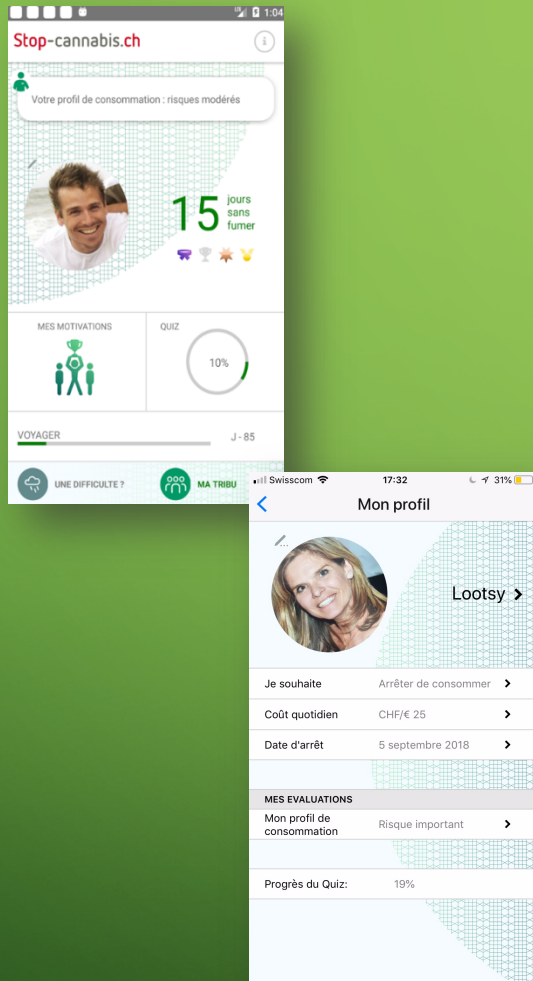 1:04
Stop-cannabis.ch
Votre profil de consommation : risques modérés
15 jours
sans
fumer
MES MOTIVATIONS
QUIZ
10%
VOYAGER
J - 85
UNE DIFFICULTE ?
MA TRIBU
Swisscom 17:32 31%
Mon profil
Lootsy
Je souhaite Arrêter de consommer
Coût quotidien CHF/€ 25
Date d'arrêt 5 septembre 2018
MES EVALUATIONS
Mon profil de
consommation Risque important
Progrès du Quiz: 19%